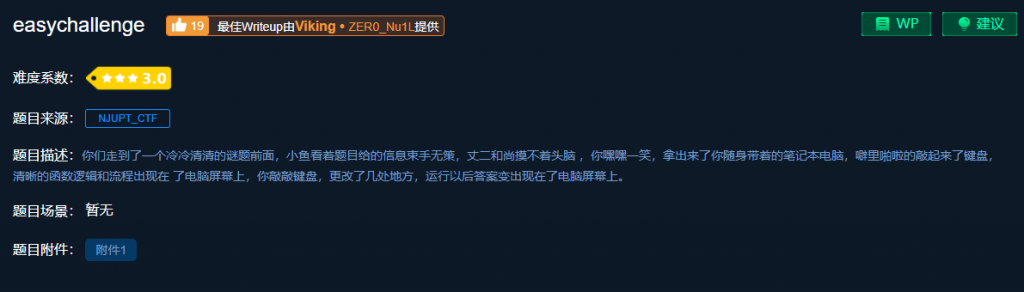 easychallenge 19 最佳Writeup由Viking • ZER0_Nu1L提供 WP 建议
难度系数： 3.0
题目来源： NJUPT_CTF
题目描述：你们走到了一个冷冷清清的谜题前面，小鱼看着题目给的信息束手无策，丈二和尚摸不着头脑 ，你嘿嘿一笑，拿出来了你随身带着的笔记本电脑，噼里啪啦的敲起来了键盘，
清晰的函数逻辑和流程出现在 了电脑屏幕上，你敲敲键盘，更改了几处地方，运行以后答案变出现在了电脑屏幕上。
题目场景： 暂无
题目附件： 附件1